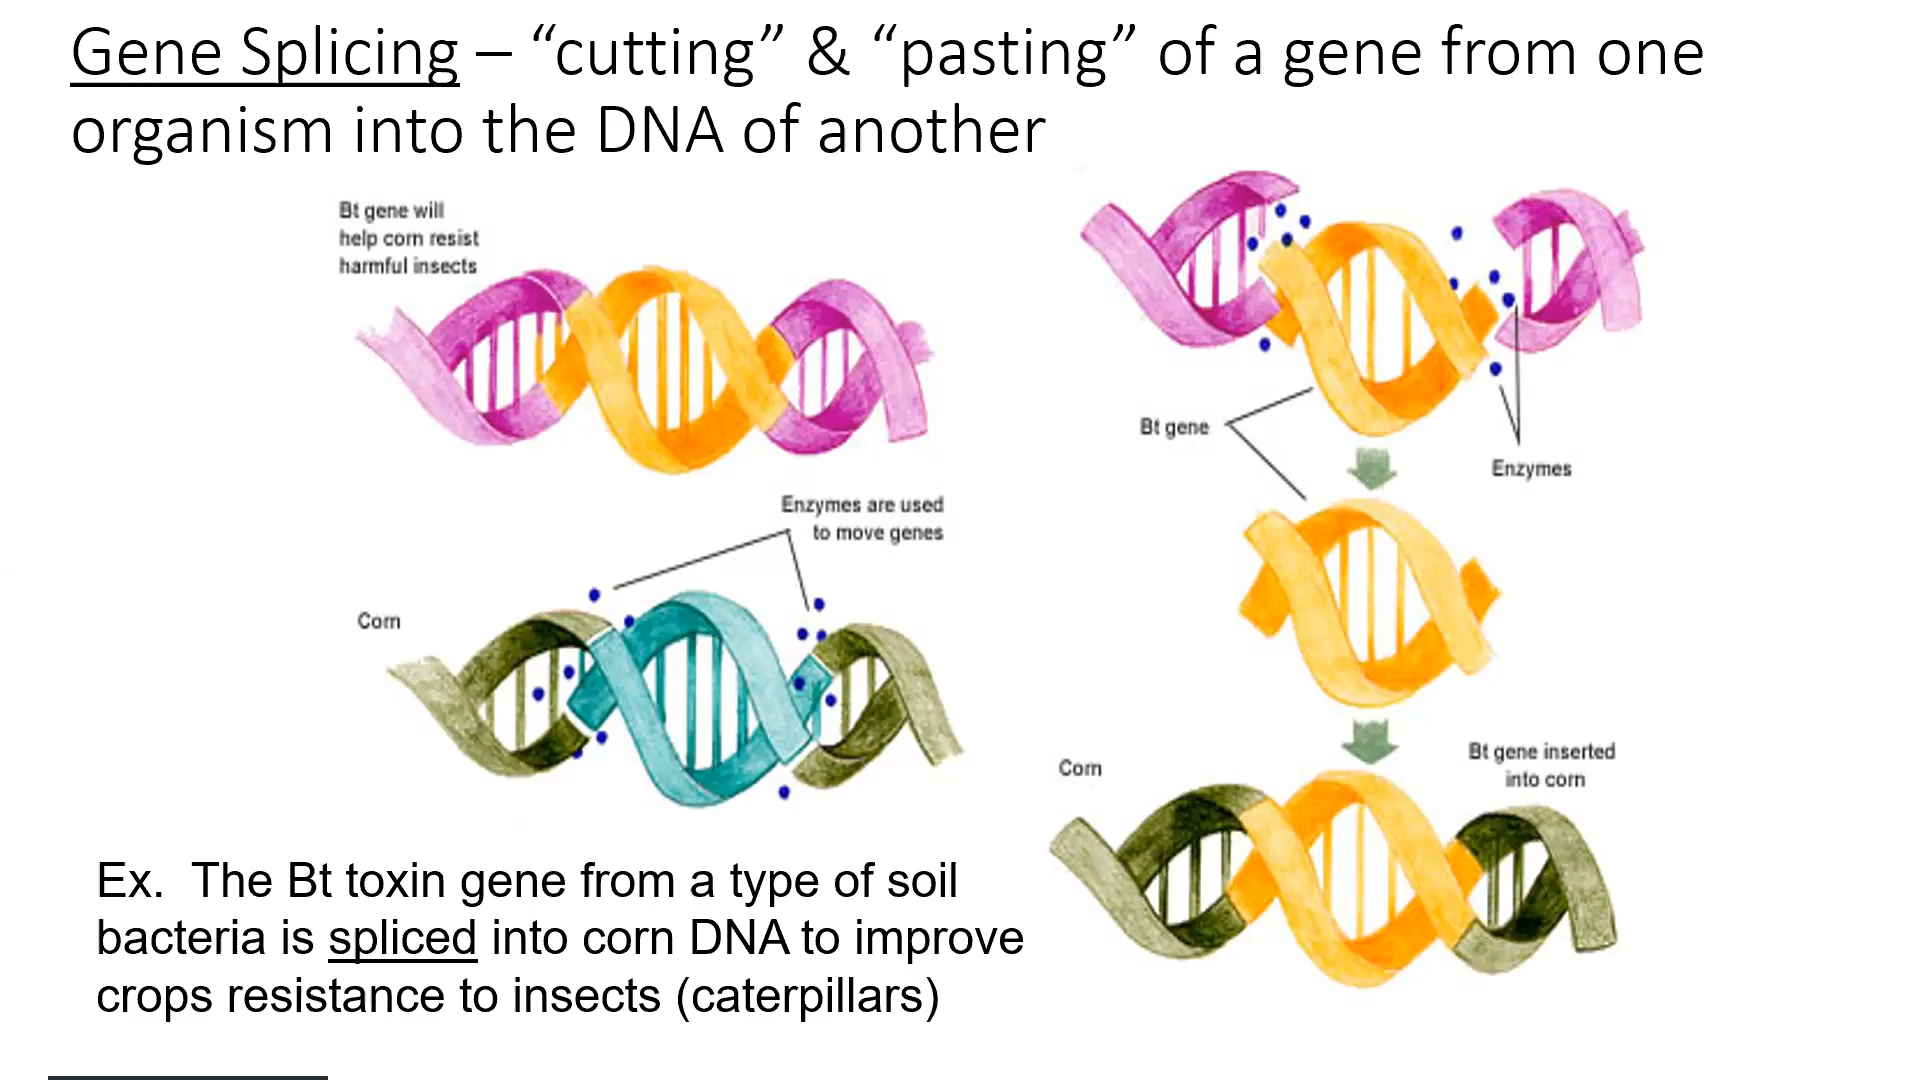 Gene Splicing – “cutting” & “pasting” of a gene from one
organism into the DNA of another
Bt gene will
help corn resist
harmful insects
Enzymes are used
to move genes
Corn
Bt gene
Enzymes
Corn
Bt gene inserted
into corn
Ex.  The Bt toxin gene from a type of soil
bacteria is spliced into corn DNA to improve
crops resistance to insects (caterpillars)